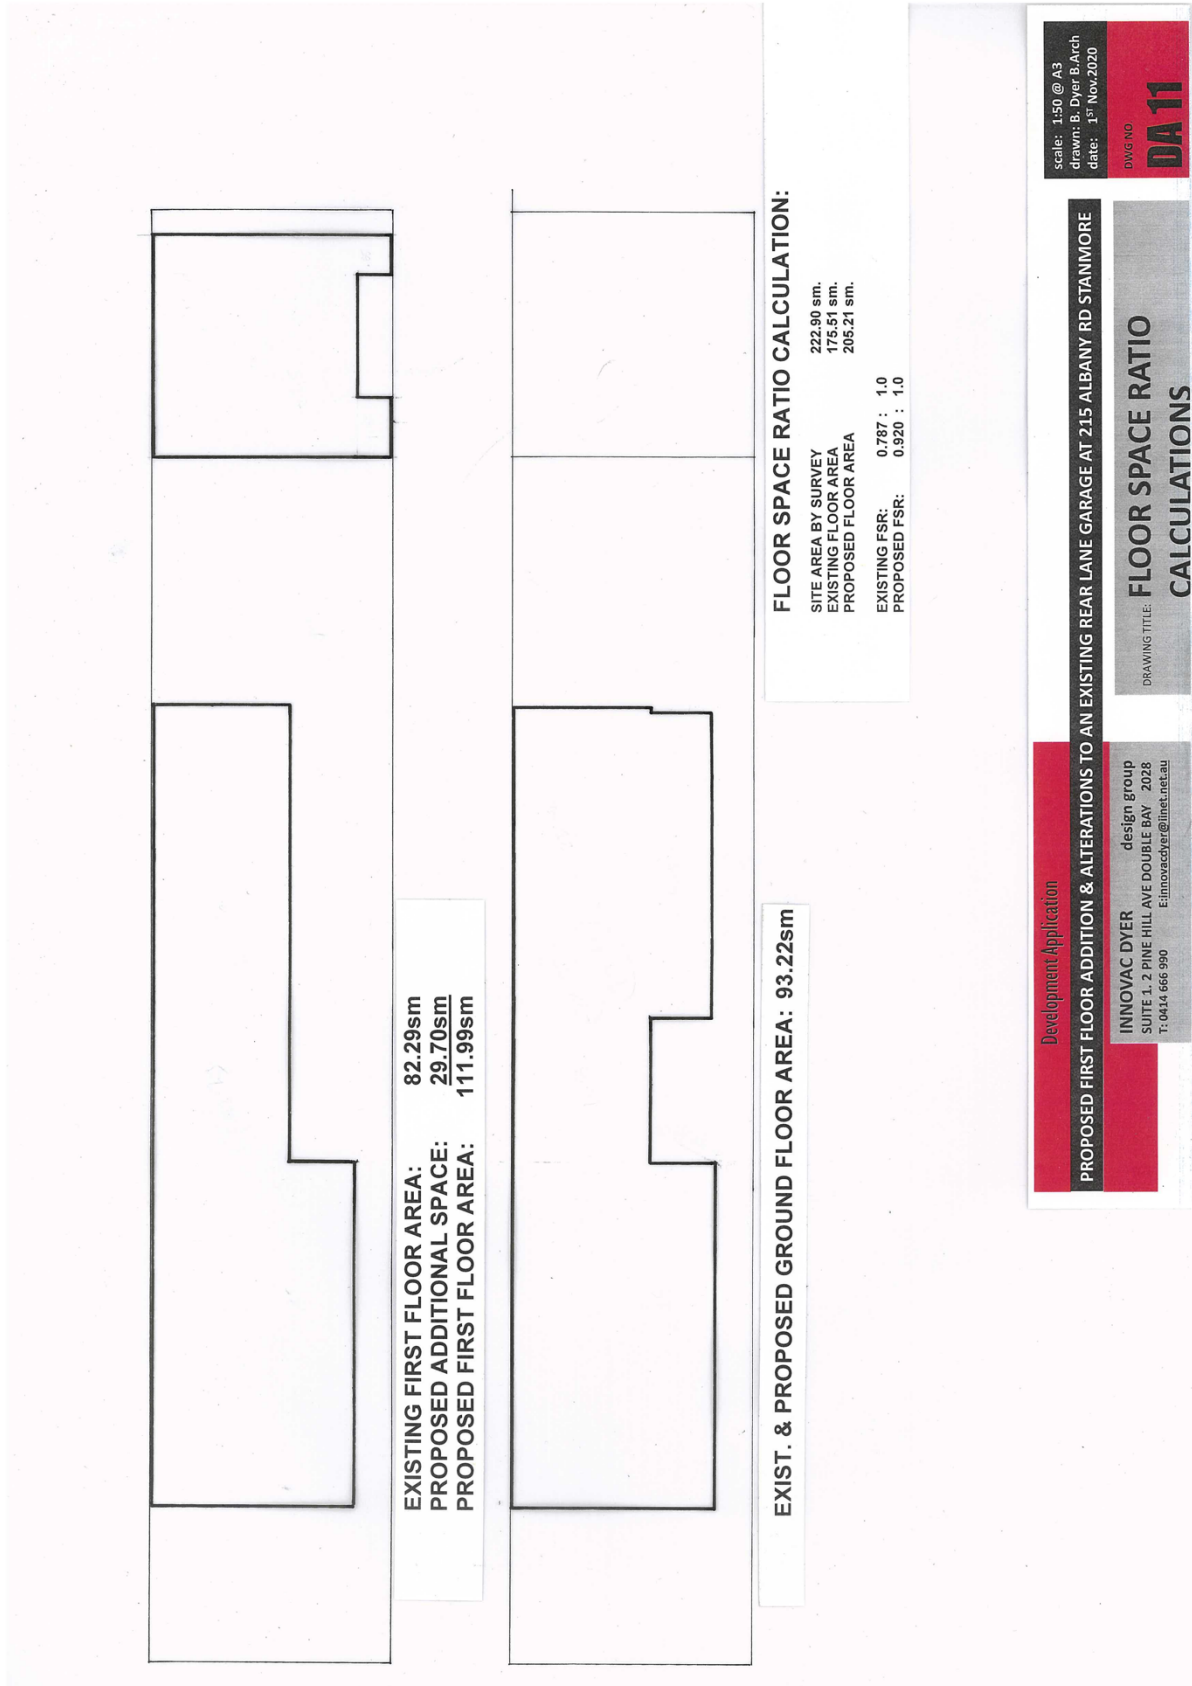 EXISTING FIRST FLOOR AREA: 82.29sm
PROPOSED ADDITIONAL SPACE: 29.70sm
PROPOSED FIRST FLOOR AREA: 111.99sm
EXIST. & PROPOSED GROUND FLOOR AREA: 93.22sm
FLOOR SPACE RATIO CALCULATION:
SITE AREA BY SURVEY 222.90 sm.
EXISTING FLOOR AREA 175.51 sm.
PROPOSED FLOOR AREA 205.21 sm.
EXISTING FSR: 0.787 : 1.0
PROPOSED FSR: 0.920 : 1.0
Development Application
PROPOSED FIRST FLOOR ADDITION & ALTERATIONS TO AN EXISTING REAR LANE GARAGE AT 215 ALBANY RD STANMORE
INNOVAC DYER design group
SUITE 1. 2 PINE HILL AVE DOUBLE BAY 2028
T: 0414 666 990 E:innovacdyer@iinet.net.au
DRAWING TITLE: FLOOR SPACE RATIO
CALCULATIONS
scale: 1:50 @ A3
drawn: B. Dyer B.Arch
date: 1ST Nov.2020
DWG NO
DA 11